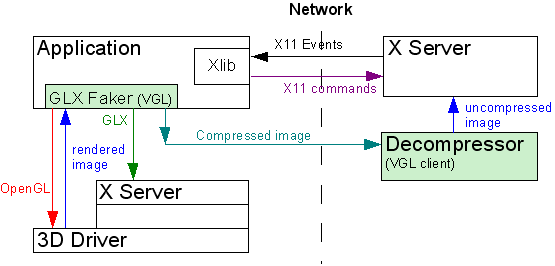 Network
Application
X11 Events
X Server
Xlib
X11 commands
GLX Faker (VGL)
GLX
uncompressed
image
Compressed image
rendered
image
Decompressor
(VGL client)
OpenGL
X Server
3D Driver